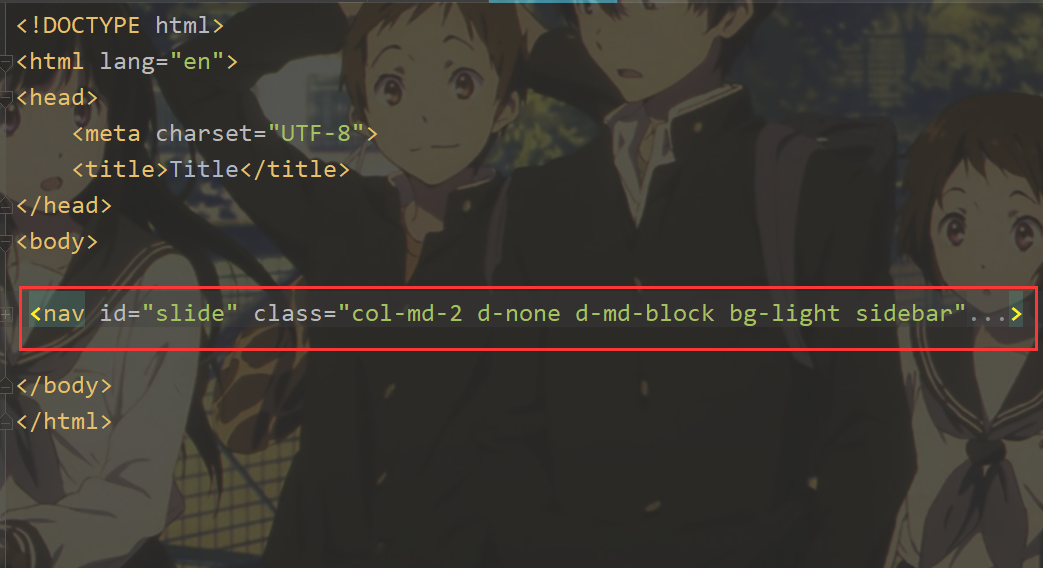 <!DOCTYPE html>
<html lang="en">
<head>
    <meta charset="UTF-8">
    <title>Title</title>
</head>
<body>
<nav id="slide" class="col-md-2 d-none d-md-block bg-light sidebar"...>
</body>
</html>